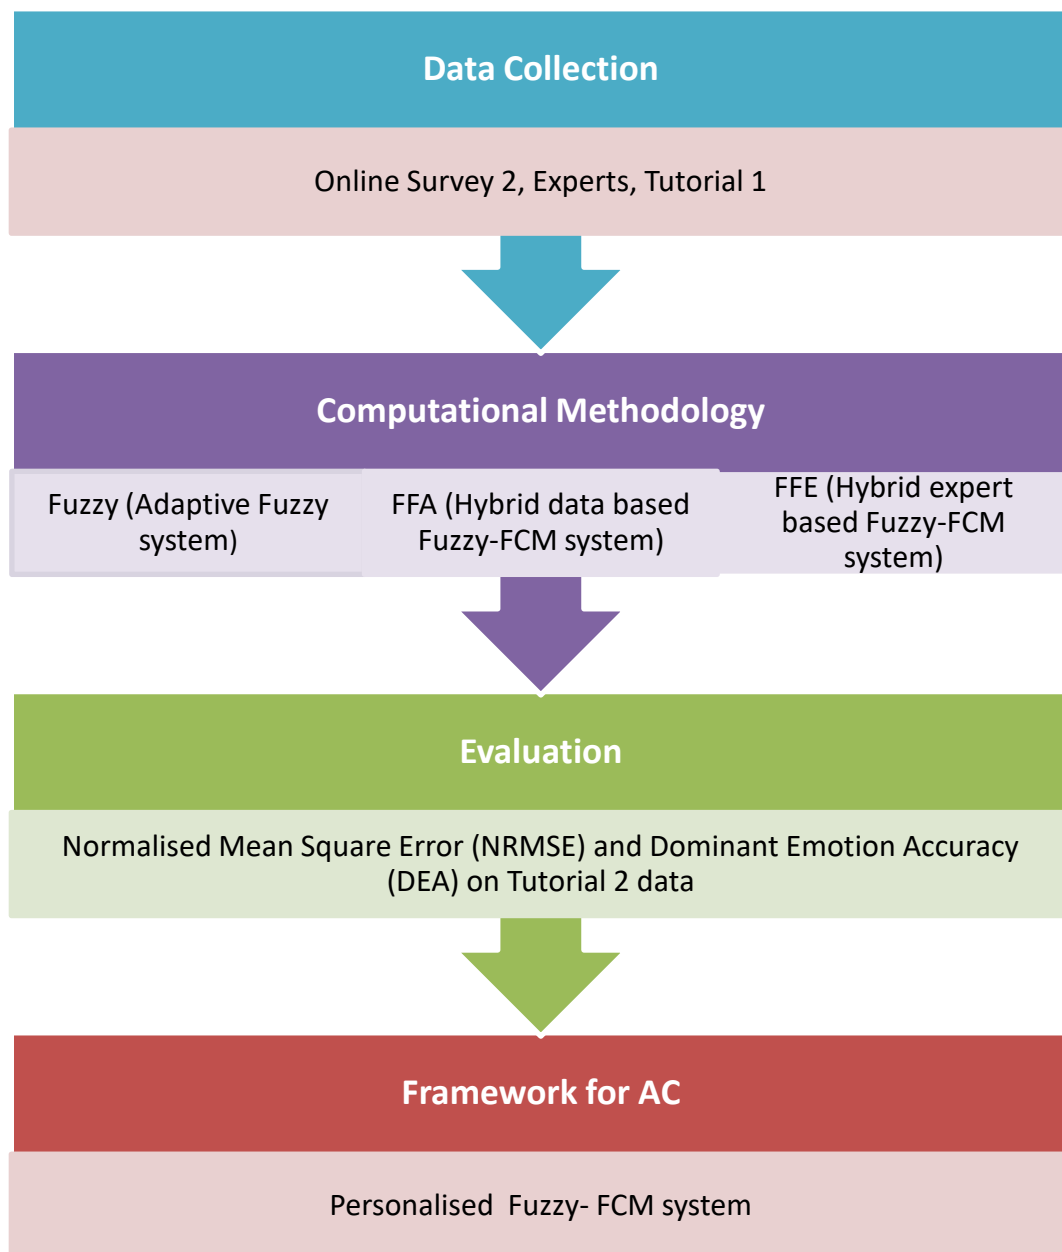 Data Collection
Online Survey 2, Experts, Tutorial 1
Computational Methodology
Fuzzy (Adaptive Fuzzy
system)
FFA (Hybrid data based
Fuzzy-FCM system)
FFE (Hybrid expert
based Fuzzy-FCM
system)
Evaluation
Normalised Mean Square Error (NRMSE) and Dominant Emotion Accuracy
(DEA) on Tutorial 2 data
Framework for AC
Personalised  Fuzzy- FCM system